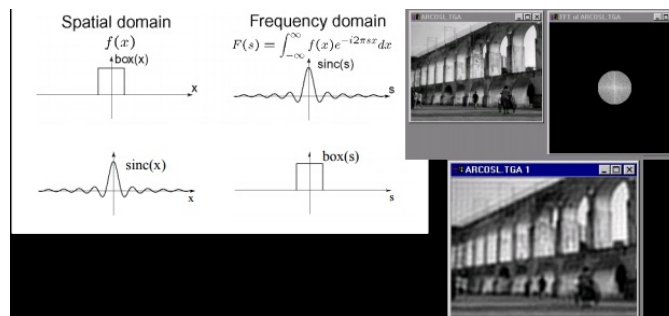 Spatial domain
f(x)
box(x)
x
sinc(x)
x
Frequency domain
F(s) = ∫_{-∞}^{∞} f(x)e^{-i2πsx}dx
sinc(s)
s
box(s)
s
ARCOSL.TGA
FFT of ARCOSL.TGA
ARCOSL.TGA 1